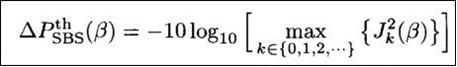 ΔP_SBS^th(β) = −10 log_10 [ max_{k∈{0,1,2,⋯}} { J_k^2(β) } ]